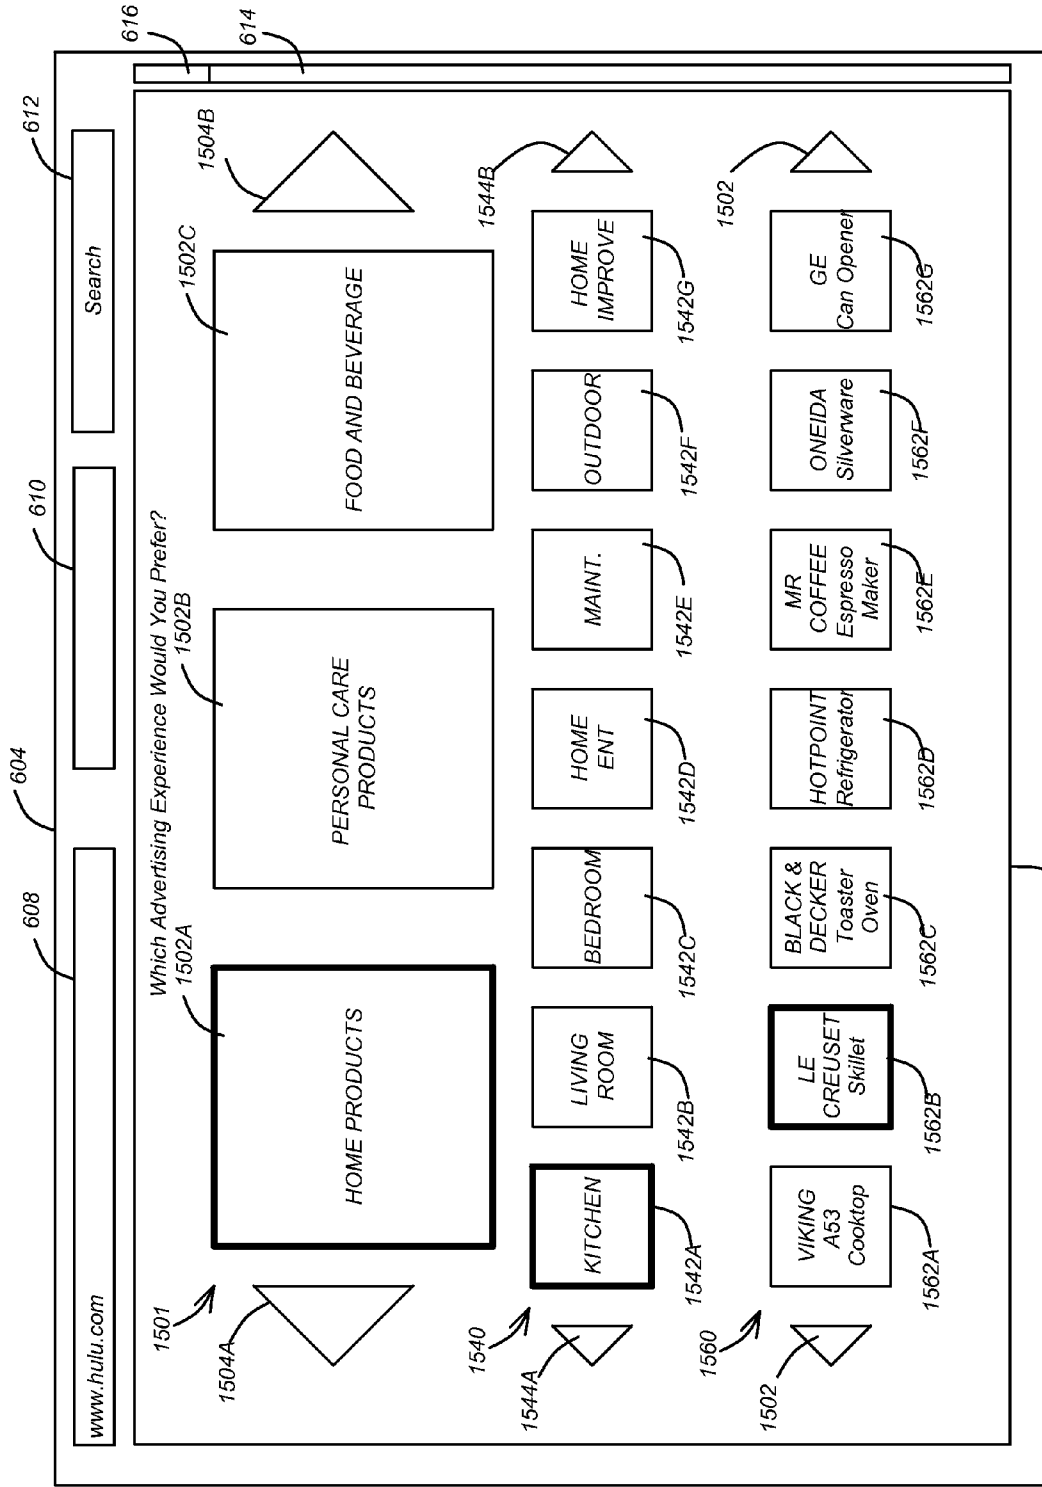 604
608
610
612
www.hulu.com
Search
616
614
Which Advertising Experience Would You Prefer?
1501
1502A
1502B
1502C
1504A
1504B
HOME PRODUCTS
PERSONAL CARE
PRODUCTS
FOOD AND BEVERAGE
1540
1544A
1544B
KITCHEN
LIVING
ROOM
BEDROOM
HOME
ENT
MAINT.
OUTDOOR
HOME
IMPROVE
1542A
1542B
1542C
1542D
1542E
1542F
1542G
1560
1502
1502
VIKING
A53
Cooktop
LE
CREUSET
Skillet
BLACK &
DECKER
Toaster
Oven
HOTPOINT
Refrigerator
MR
COFFEE
Espresso
Maker
ONEIDA
Silverware
GE
Can Opener
1562A
1562B
1562C
1562D
1562E
1562F
1562G